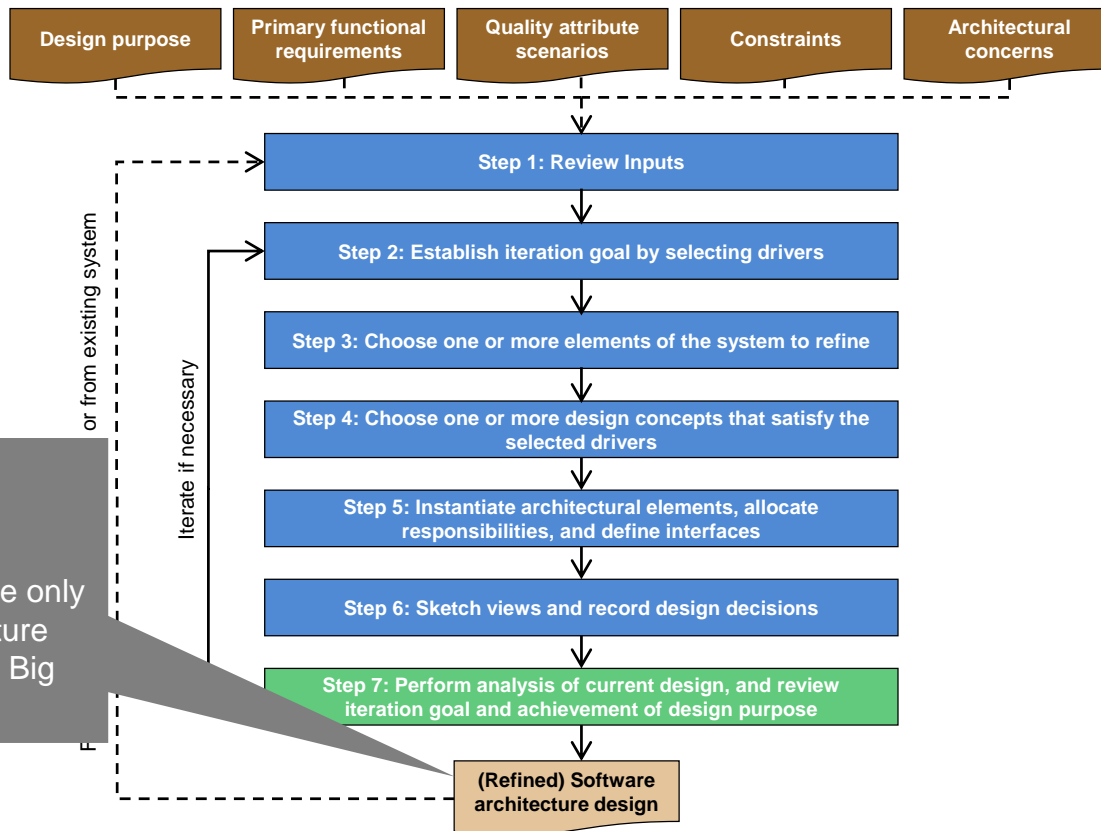 Design purpose
Primary functional
requirements
Quality attribute
scenarios
Constraints
Architectural
concerns
Step 1: Review Inputs
Step 2: Establish iteration goal by selecting drivers
Step 3: Choose one or more elements of the system to refine
Step 4: Choose one or more design concepts that satisfy the
selected drivers
Step 5: Instantiate architectural elements, allocate
responsibilities, and define interfaces
Step 6: Sketch views and record design decisions
Step 7: Perform analysis of current design, and review
iteration goal and achievement of design purpose
(Refined) Software
architecture design
Iterate if necessary
or from existing system
only
Big